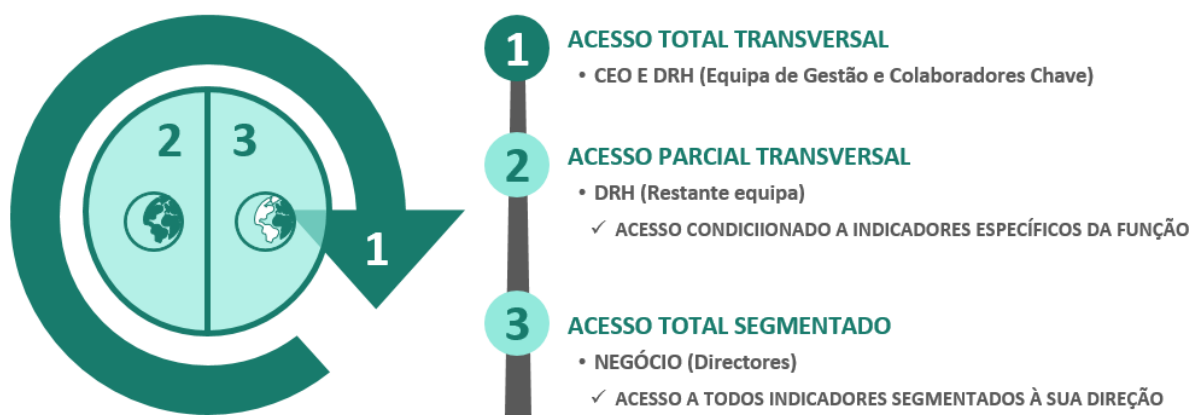 2 3
1
1 ACESSO TOTAL TRANSVERSAL
• CEO E DRH (Equipa de Gestão e Colaboradores Chave)
2 ACESSO PARCIAL TRANSVERSAL
• DRH (Restante equipa)
✓ ACESSO CONDICIIONADO A INDICADORES ESPECÍFICOS DA FUNÇÃO
3 ACESSO TOTAL SEGMENTADO
• NEGÓCIO (Directores)
✓ ACESSO A TODOS INDICADORES SEGMENTADOS À SUA DIREÇÃO